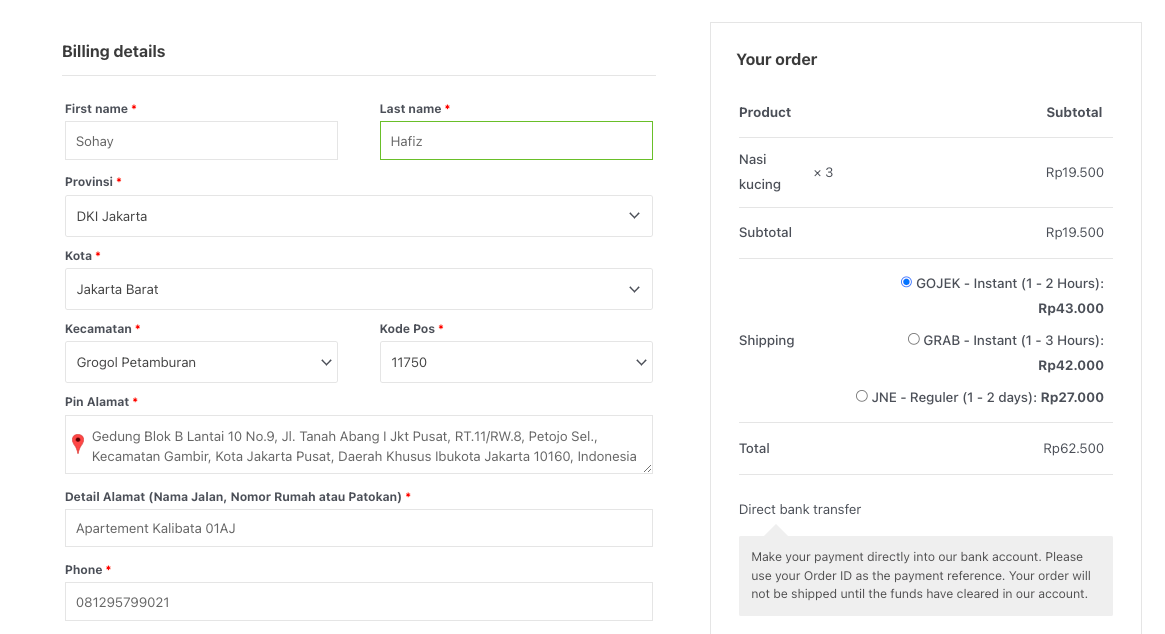 Billing details
First name *
Last name *
Sohay
Hafiz
Provinsi *
DKI Jakarta
Kota *
Jakarta Barat
Kecamatan *
Kode Pos *
Grogol Petamburan
11750
Pin Alamat *
Gedung Blok B Lantai 10 No.9, Jl. Tanah Abang I Jkt Pusat, RT.11/RW.8, Petojo Sel.,
Kecamatan Gambir, Kota Jakarta Pusat, Daerah Khusus Ibukota Jakarta 10160, Indonesia
Detail Alamat (Nama Jalan, Nomor Rumah atau Patokan) *
Apartement Kalibata 01AJ
Phone *
081295799021
Your order
Product Subtotal
Nasi
kucing × 3 Rp19.500
Subtotal Rp19.500
Shipping
GOJEK - Instant (1 - 2 Hours):
Rp43.000
GRAB - Instant (1 - 3 Hours):
Rp42.000
JNE - Reguler (1 - 2 days): Rp27.000
Total Rp62.500
Direct bank transfer
Make your payment directly into our bank account. Please
use your Order ID as the payment reference. Your order will
not be shipped until the funds have cleared in our account.